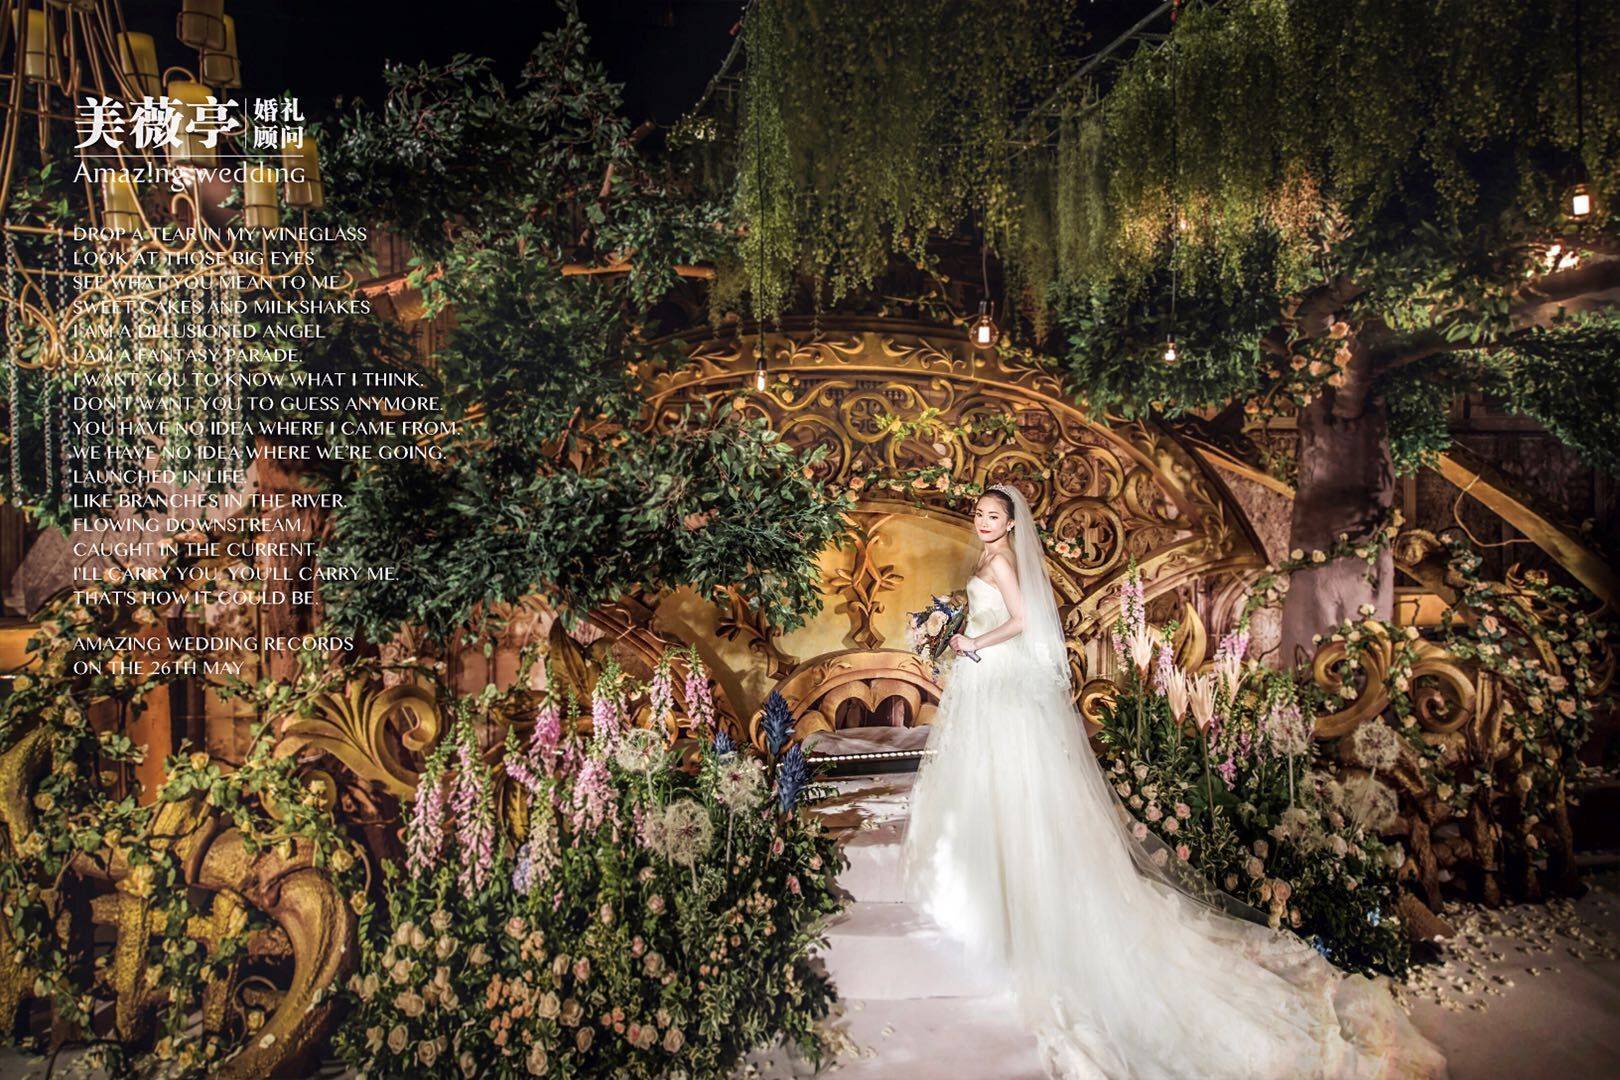 美薇亭 婚礼
顾问
Amaz!ng wedding
DROP A TEAR IN MY WINEGLASS
LOOK AT THOSE BIG EYES
SEE WHAT YOU MEAN TO ME
SWEET CAKES AND MILKSHAKES
I AM A DELUSIONED ANGEL
I AM A FANTASY PARADE.
I WANT YOU TO KNOW WHAT I THINK.
DON'T WANT YOU TO GUESS ANYMORE.
YOU HAVE NO IDEA WHERE I CAME FROM.
WE HAVE NO IDEA WHERE WE'RE GOING.
LAUNCHED IN LIFE.
LIKE BRANCHES IN THE RIVER.
FLOWING DOWNSTREAM.
CAUGHT IN THE CURRENT.
I'LL CARRY YOU. YOU'LL CARRY ME.
THAT'S HOW IT COULD BE.
AMAZING WEDDING RECORDS
ON THE 26TH MAY